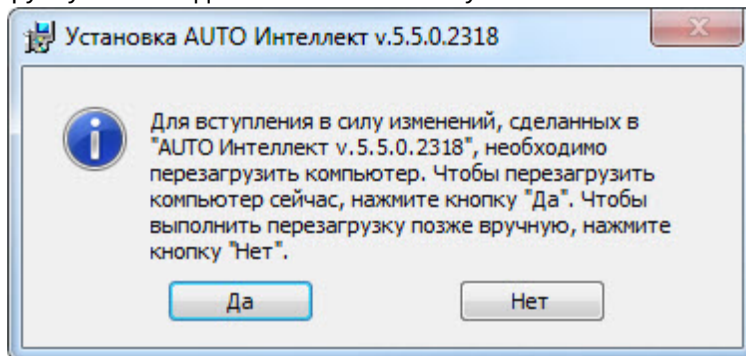 Установка AUTO Интеллект v.5.5.0.2318
Для вступления в силу изменений, сделанных в
"AUTO Интеллект v.5.5.0.2318", необходимо
перезагрузить компьютер. Чтобы перезагрузить
компьютер сейчас, нажмите кнопку "Да". Чтобы
выполнить перезагрузку позже вручную, нажмите
кнопку "Нет".
Да
Нет